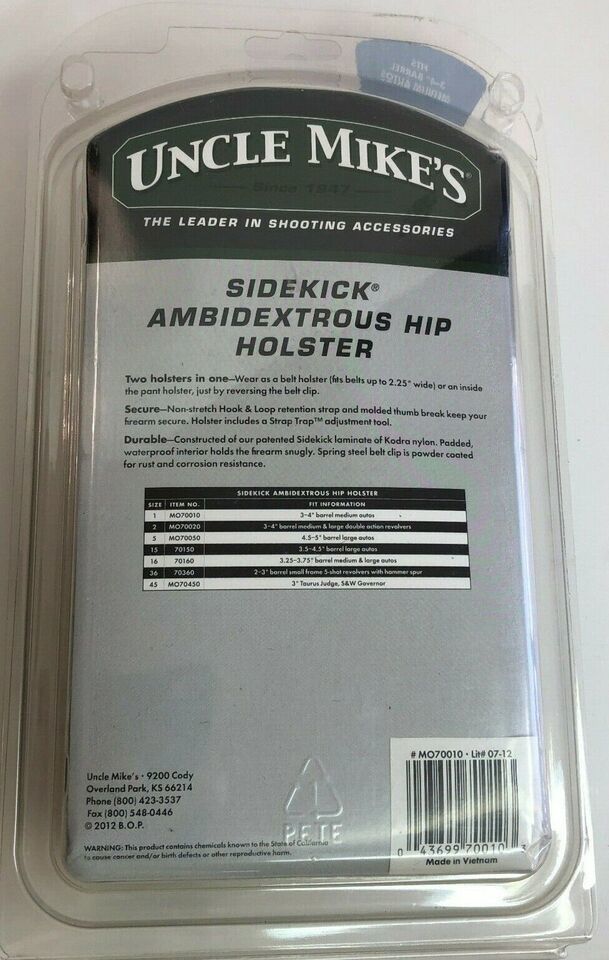 FITS
3-4" BARREL
MEDIUM AUTOS
UNCLE MIKE'S®
Since 1947
THE LEADER IN SHOOTING ACCESSORIES
SIDEKICK®
AMBIDEXTROUS HIP
HOLSTER
Two holsters in one—Wear as a belt holster (fits belts up to 2.25" wide) or an inside
the pant holster, just by reversing the belt clip.
Secure—Non-stretch Hook & Loop retention strap and molded thumb break keep your
firearm secure. Holster includes a Strap Trap™ adjustment tool.
Durable—Constructed of our patented Sidekick laminate of Kodra nylon. Padded,
waterproof interior holds the firearm snugly. Spring steel belt clip is powder coated
for rust and corrosion resistance.
SIDEKICK AMBIDEXTROUS HIP HOLSTER
SIZE ITEM NO. FIT INFORMATION
1 MO70010 3-4" barrel medium autos
2 MO70020 3-4" barrel medium & large double action revolvers
5 MO70050 4.5-5" barrel large autos
15 70150 3.5-4.5" barrel large autos
16 70160 3.25-3.75" barrel medium & large autos
36 70360 2-3" barrel small frame 5-shot revolvers with hammer spur
45 MO70450 3" Taurus Judge, S&W Governor
Uncle Mike's · 9200 Cody
Overland Park, KS 66214
Phone (800) 423-3537
Fax (800) 548-0446
© 2012 B.O.P.
WARNING: This product contains chemicals known to the State of California
to cause cancer and/or birth defects or other reproductive harm.
PETE
# MO70010 · Lit# 07-12
0 43699 70010 3
Made in Vietnam